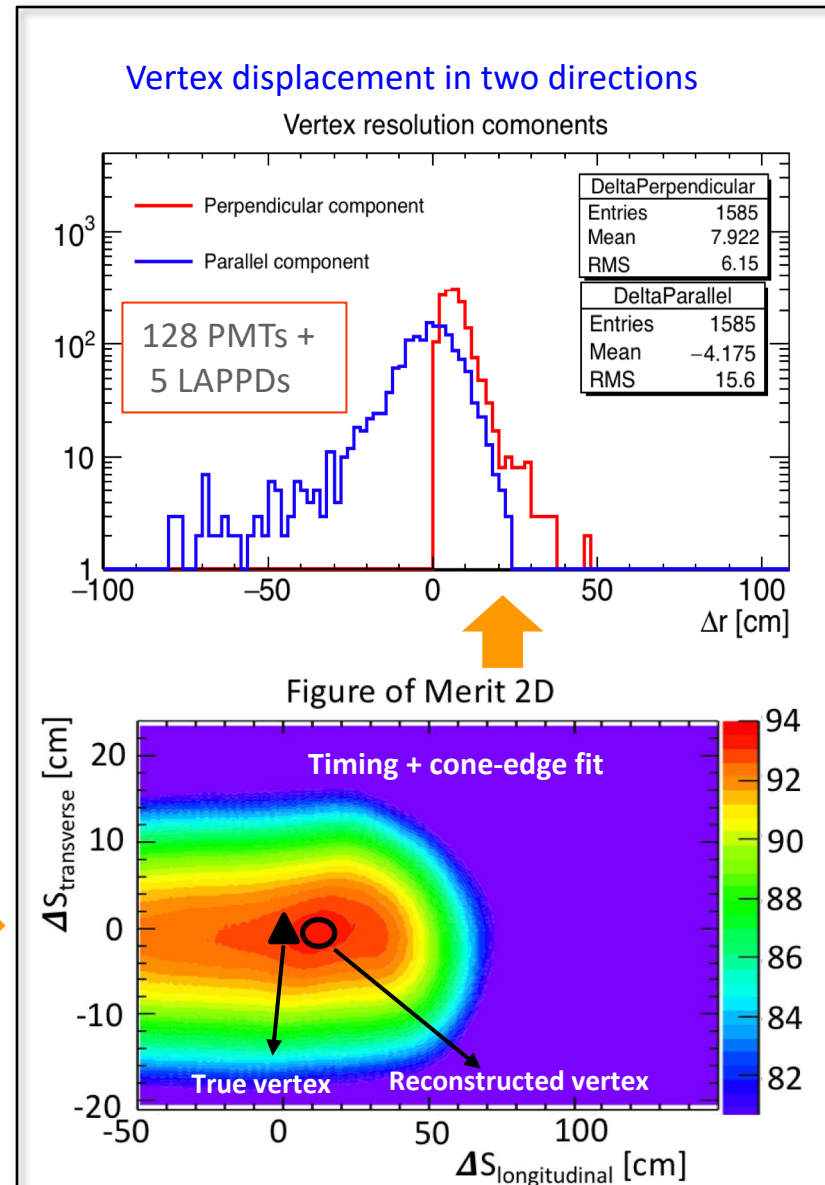 Vertex displacement in two directions
Vertex resolution comonents
DeltaPerpendicular
Entries 1585
Mean 7.922
RMS 6.15
DeltaParallel
Entries 1585
Mean −4.175
RMS 15.6
Perpendicular component
Parallel component
128 PMTs +
5 LAPPDs
10³
10²
10
1
−100 −50 0 50 100
Δr [cm]
Figure of Merit 2D
Timing + cone-edge fit
ΔS_transverse [cm]
20
10
0
-10
-20
True vertex
Reconstructed vertex
-50 0 50 100
ΔS_longitudinal [cm]
94
92
90
88
86
84
82